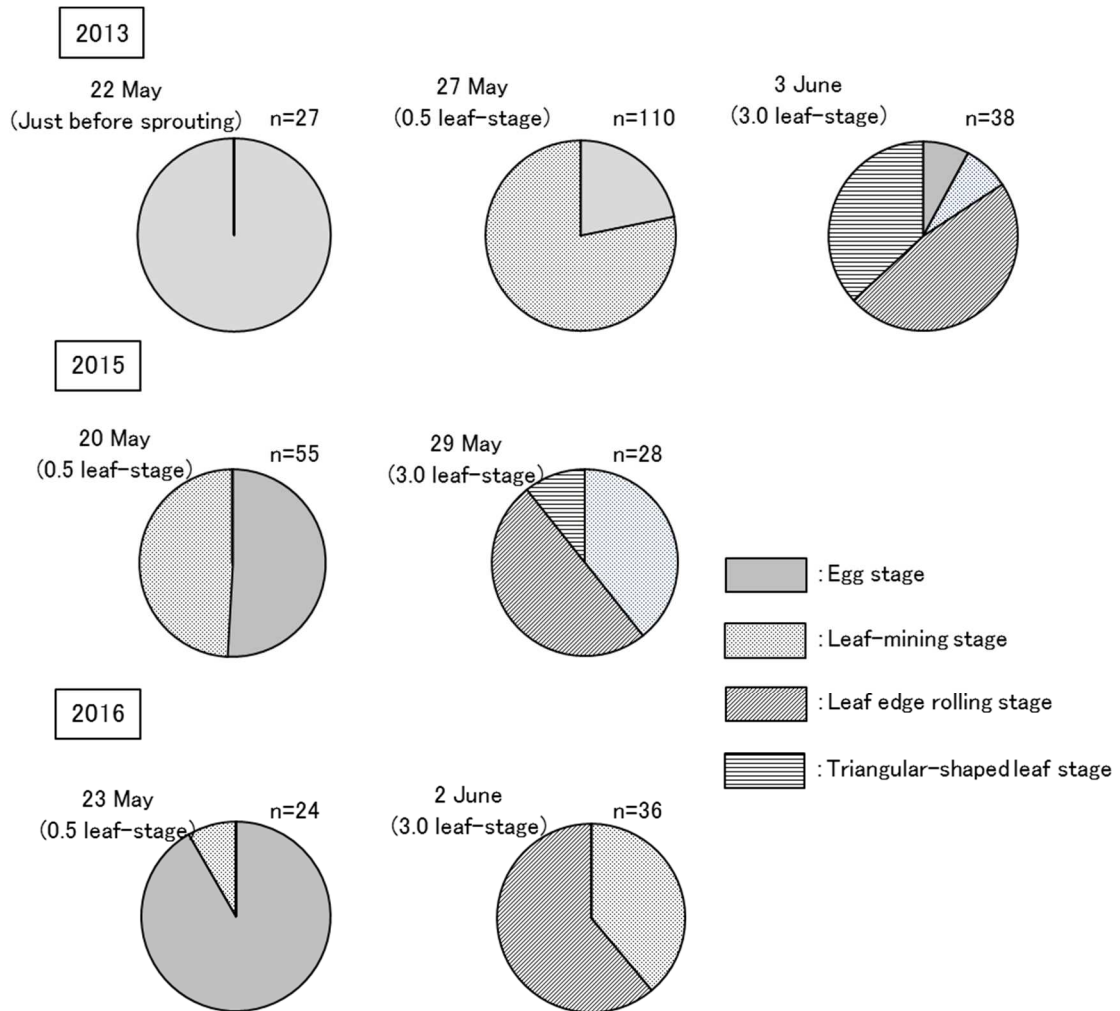 2013
22 May
(Just before sprouting)
n=27
27 May
(0.5 leaf-stage)
n=110
3 June
(3.0 leaf-stage)
n=38
2015
20 May
(0.5 leaf-stage)
n=55
29 May
(3.0 leaf-stage)
n=28
: Egg stage
: Leaf-mining stage
: Leaf edge rolling stage
: Triangular-shaped leaf stage
2016
23 May
(0.5 leaf-stage)
n=24
2 June
(3.0 leaf-stage)
n=36